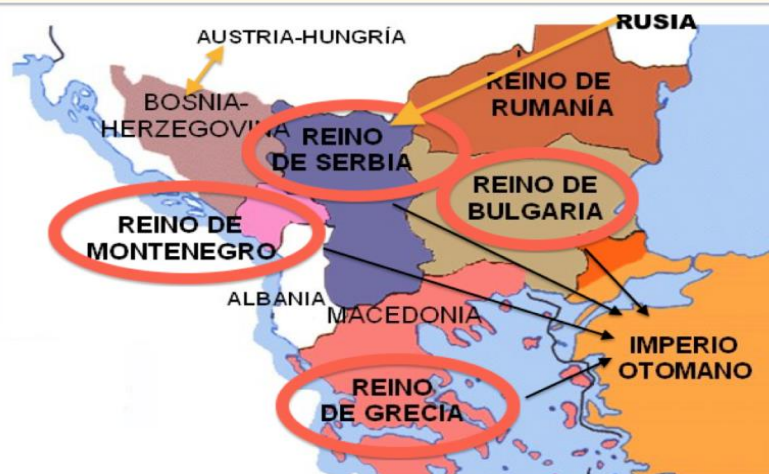 RUSIA
AUSTRIA-HUNGRÍA
REINO DE
RUMANÍA
BOSNIA-
HERZEGOVINA
REINO
DE SERBIA
REINO DE
BULGARIA
REINO DE
MONTENEGRO
ALBANIA
MACEDONIA
IMPERIO
OTOMANO
REINO
DE GRECIA